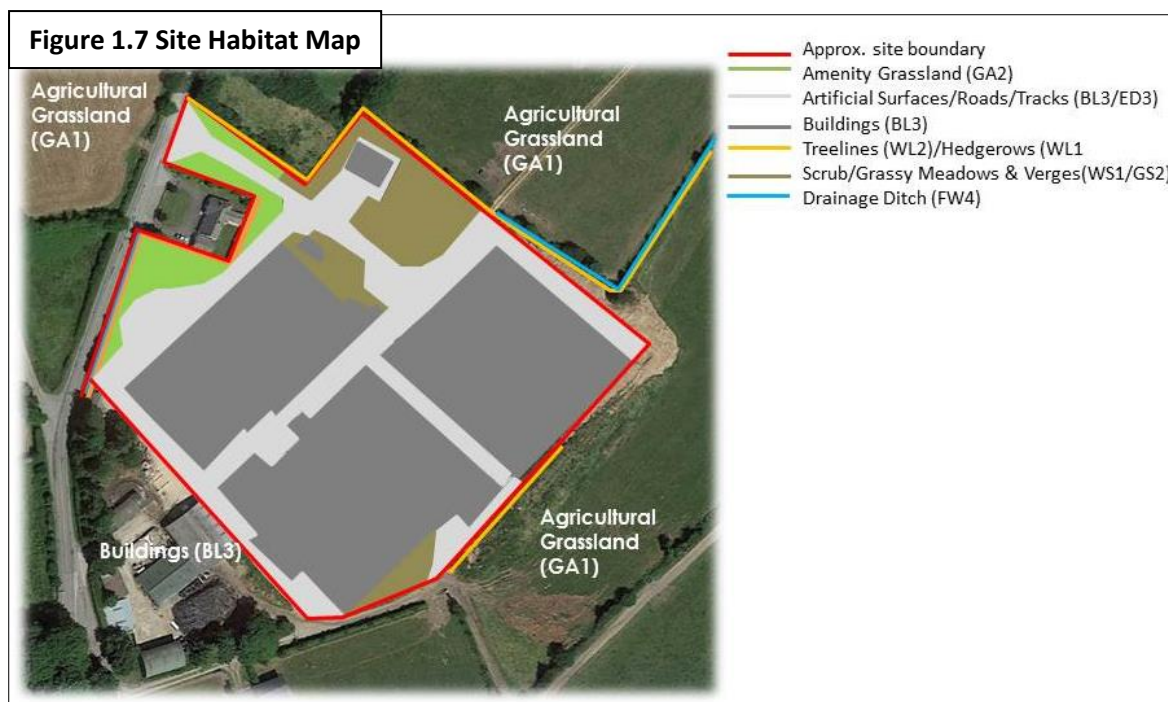 Figure 1.7 Site Habitat Map
Agricultural
Grassland
(GA1)
Agricultural
Grassland
(GA1)
Buildings (BL3)
Agricultural
Grassland
(GA1)
Approx. site boundary
Amenity Grassland (GA2)
Artificial Surfaces/Roads/Tracks (BL3/ED3)
Buildings (BL3)
Treelines (WL2)/Hedgerows (WL1
Scrub/Grassy Meadows & Verges(WS1/GS2)
Drainage Ditch (FW4)